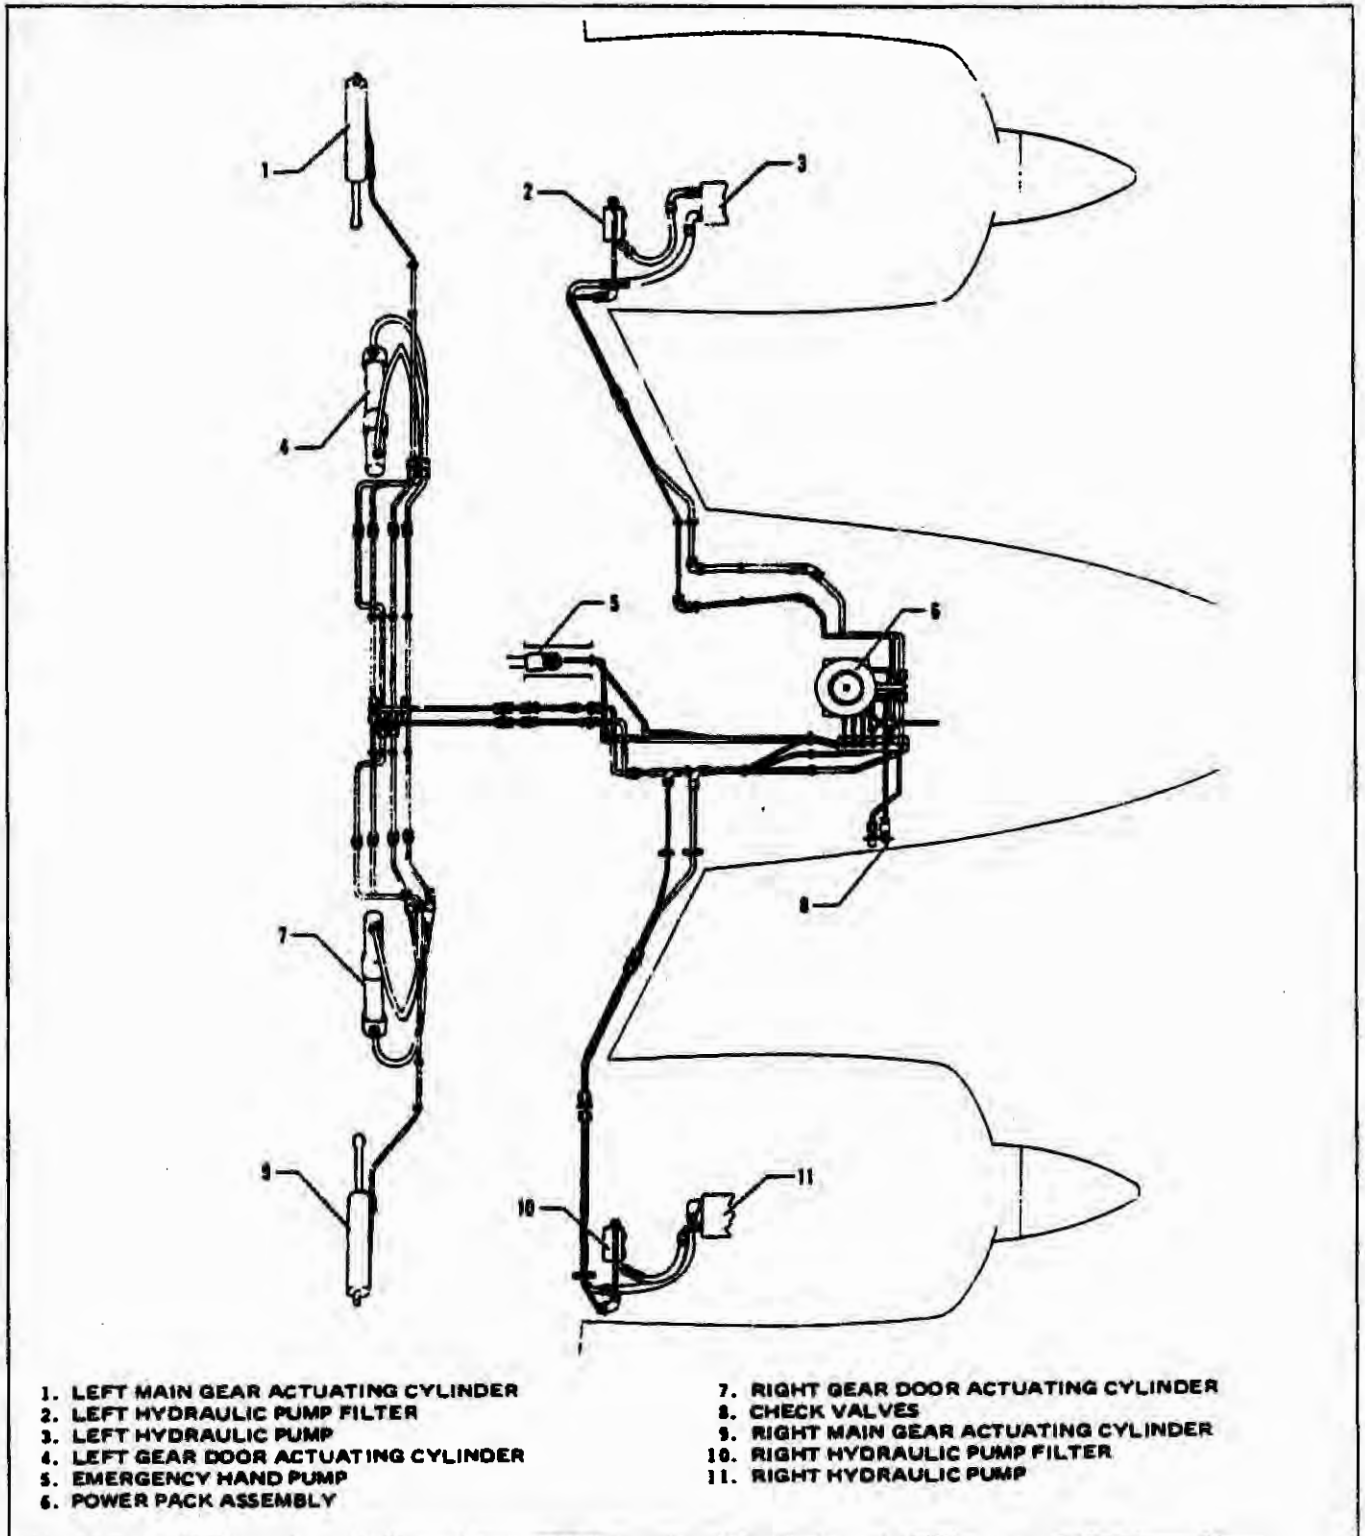 1
2
3
4
5
6
7
8
9
10
11
1. LEFT MAIN GEAR ACTUATING CYLINDER
2. LEFT HYDRAULIC PUMP FILTER
3. LEFT HYDRAULIC PUMP
4. LEFT GEAR DOOR ACTUATING CYLINDER
5. EMERGENCY HAND PUMP
6. POWER PACK ASSEMBLY
7. RIGHT GEAR DOOR ACTUATING CYLINDER
8. CHECK VALVES
9. RIGHT MAIN GEAR ACTUATING CYLINDER
10. RIGHT HYDRAULIC PUMP FILTER
11. RIGHT HYDRAULIC PUMP